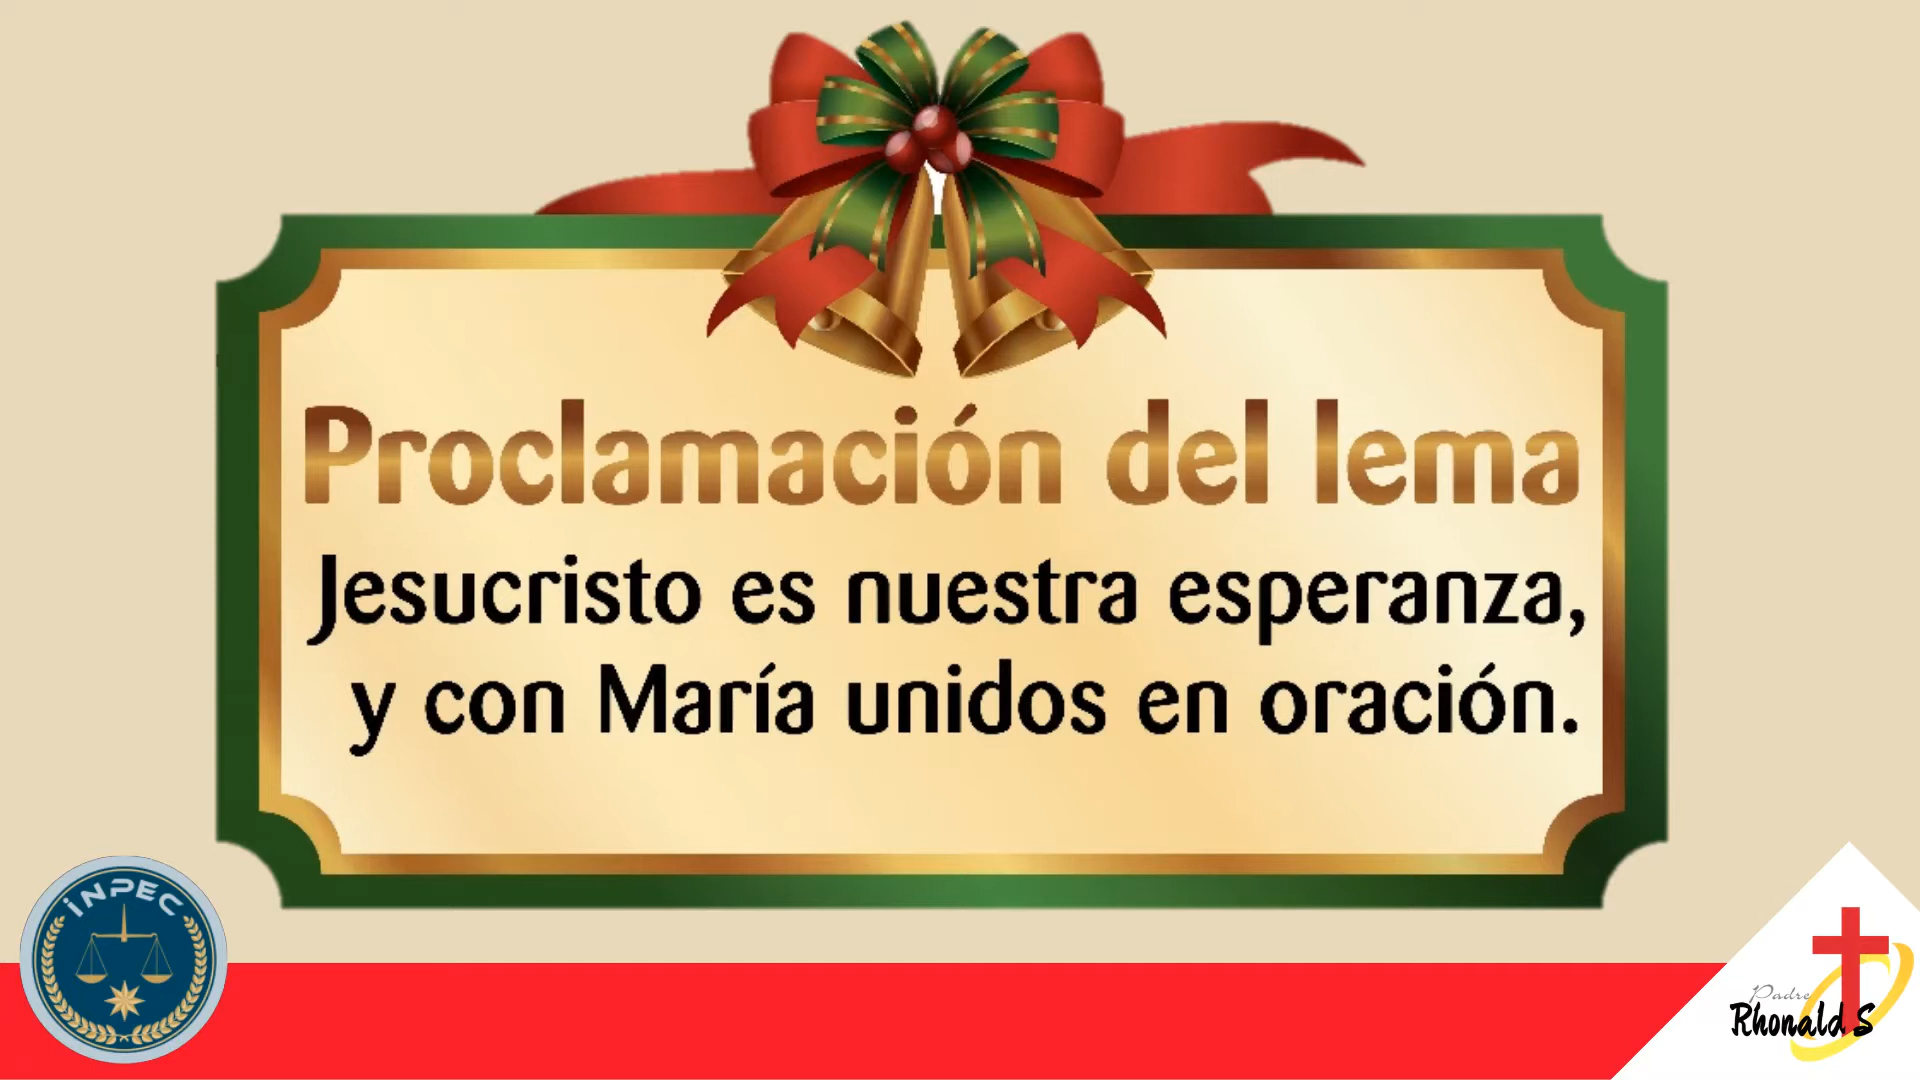 Proclamación del lema
Jesucristo es nuestra esperanza,
y con María unidos en oración.
INPEC
Padre
Rhonald S